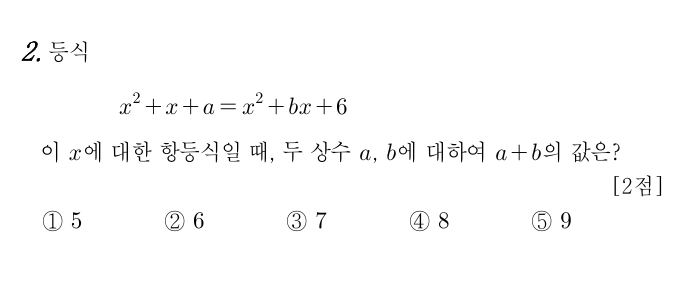 2. 등식
x² + x + a = x² + bx + 6
이 x에 대한 항등식일 때, 두 상수 a, b에 대하여 a+b의 값은?
[2점]
① 5 ② 6 ③ 7 ④ 8 ⑤ 9